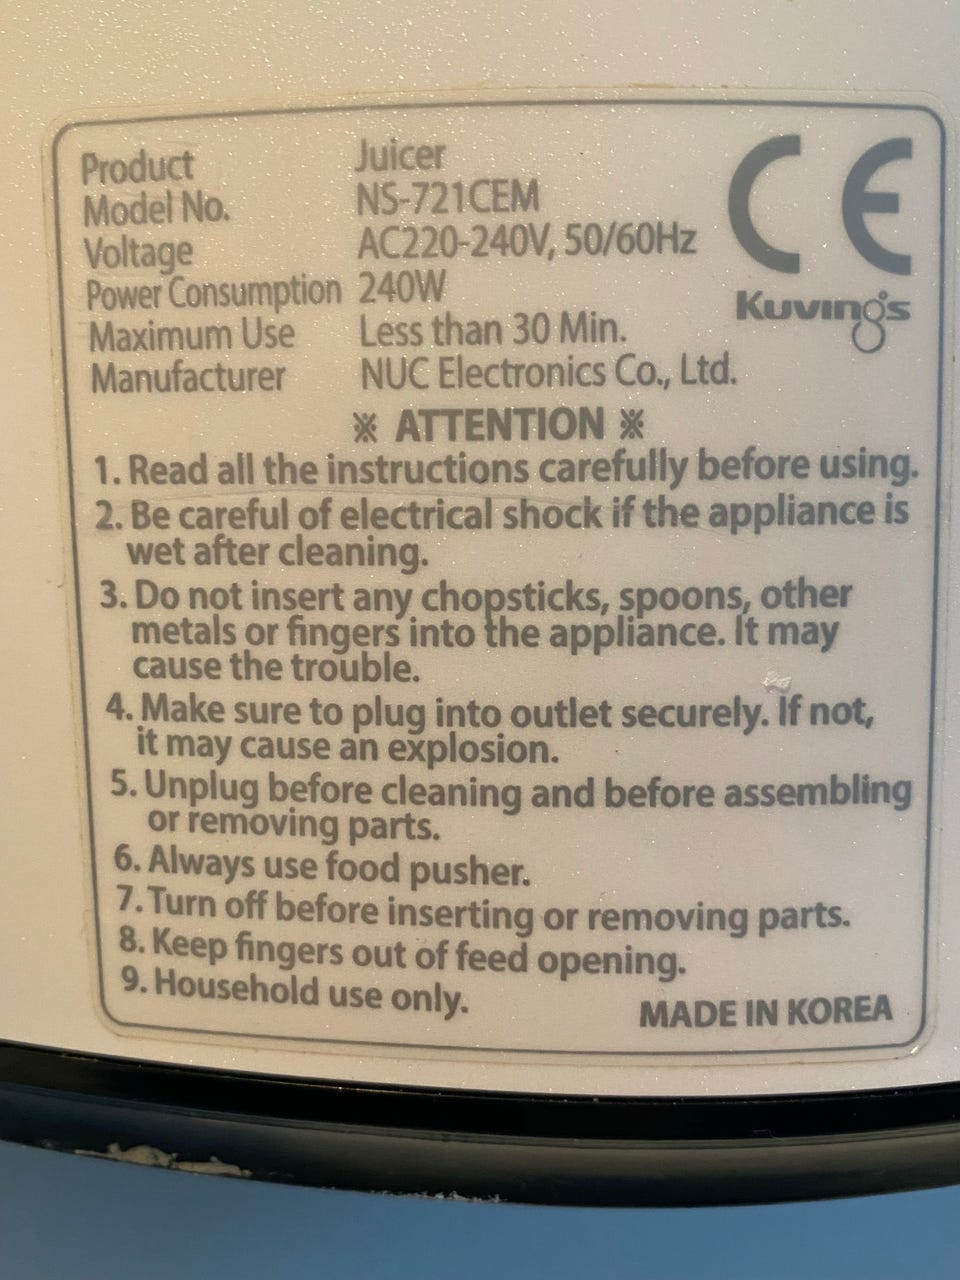 Product Juicer
Model No. NS-721CEM
Voltage AC220-240V, 50/60Hz
Power Consumption 240W
Maximum Use Less than 30 Min.
Manufacturer NUC Electronics Co., Ltd.
CE
Kuvings
※ ATTENTION ※
1. Read all the instructions carefully before using.
2. Be careful of electrical shock if the appliance is
wet after cleaning.
3. Do not insert any chopsticks, spoons, other
metals or fingers into the appliance. It may
cause the trouble.
4. Make sure to plug into outlet securely. If not,
it may cause an explosion.
5. Unplug before cleaning and before assembling
or removing parts.
6. Always use food pusher.
7. Turn off before inserting or removing parts.
8. Keep fingers out of feed opening.
9. Household use only.
MADE IN KOREA